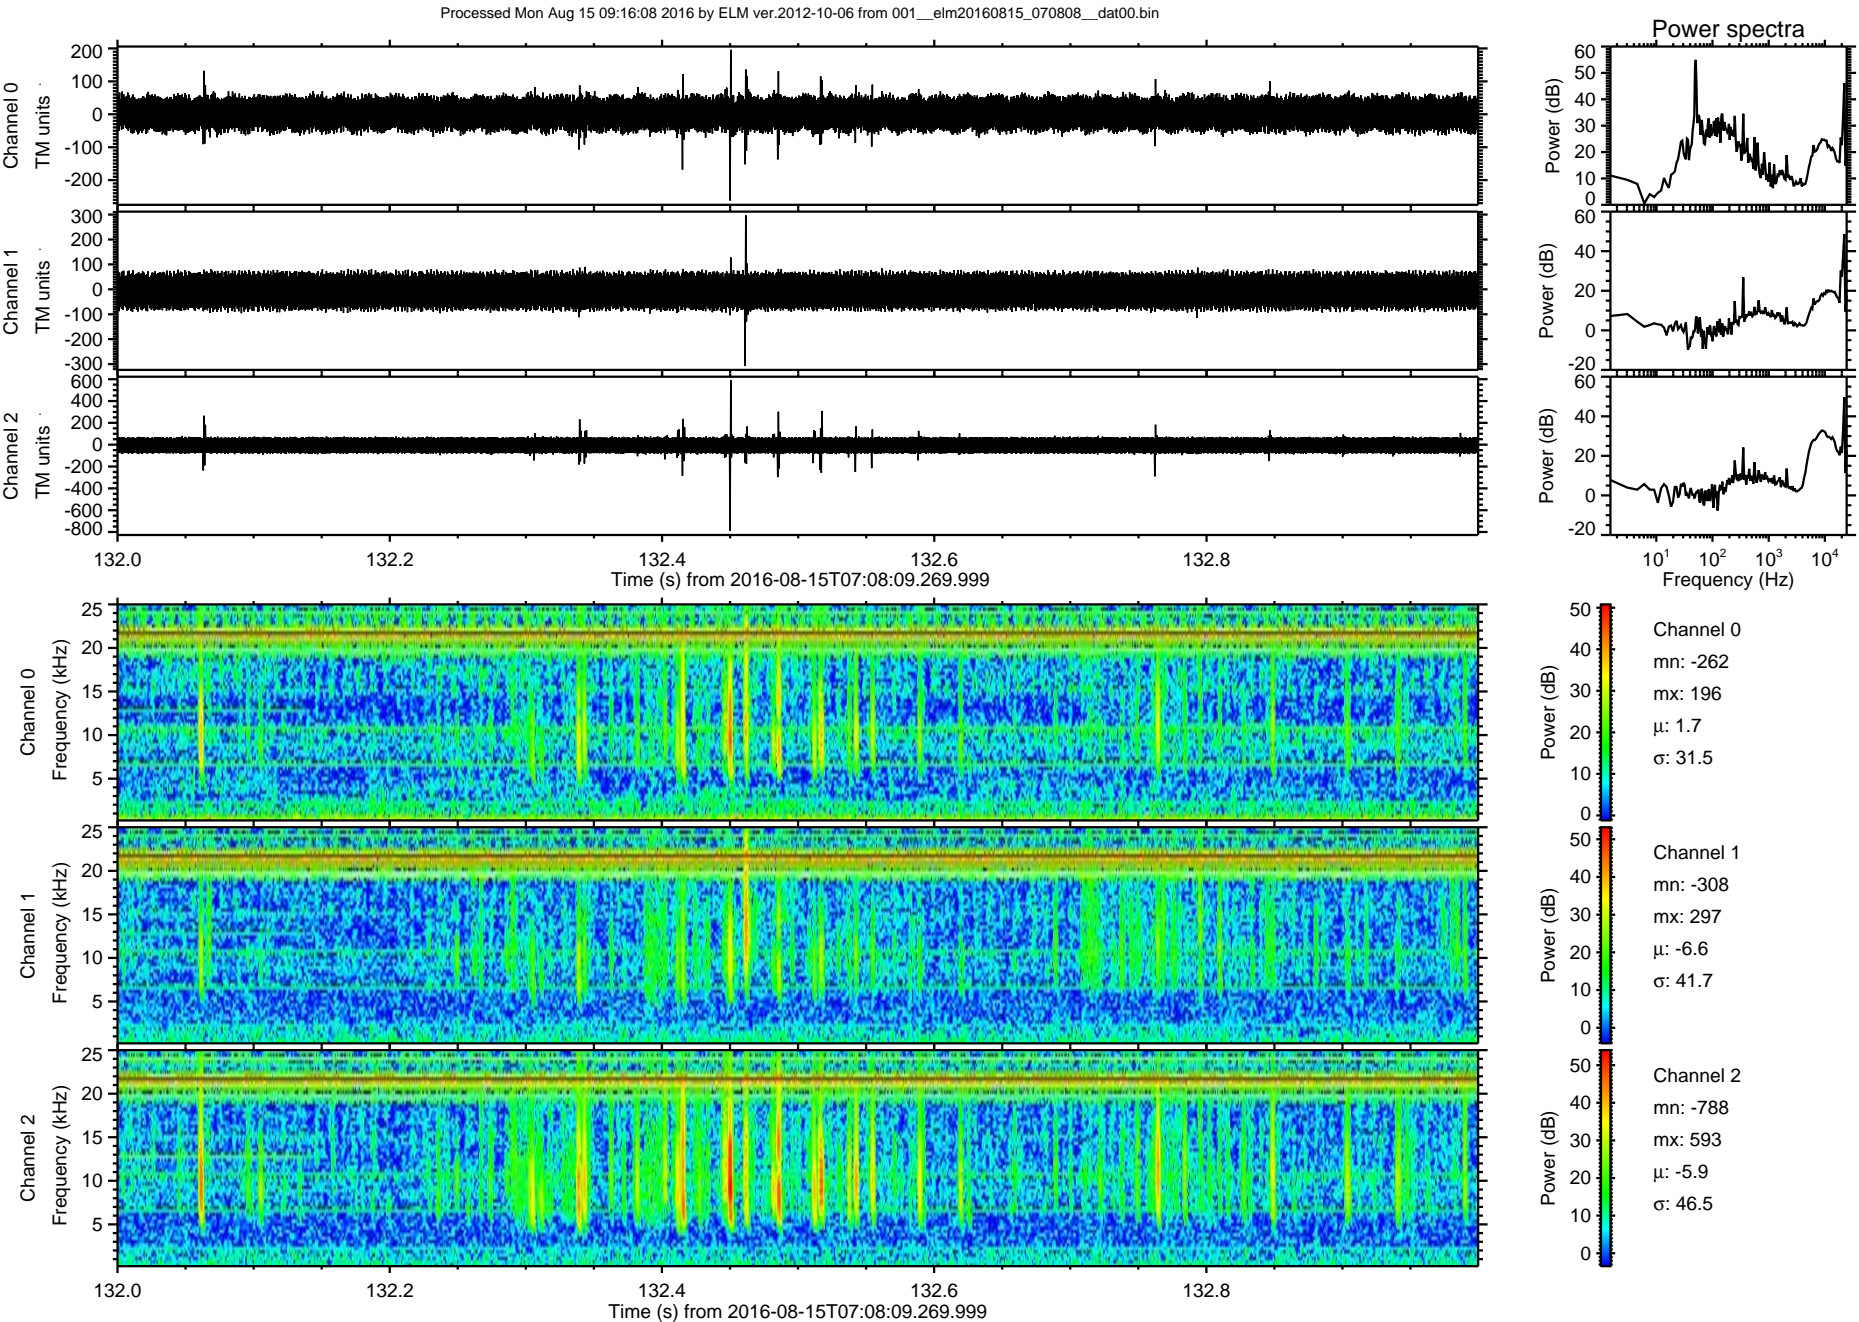 Processed Mon Aug 15 09:16:08 2016 by ELM ver.2012-10-06 from 001__elm20160815_070808__dat00.bin
Power spectra
Channel 0
TM units
200
100
0
-100
-200
Power (dB)
60
50
40
30
20
10
0
Channel 1
TM units
300
200
100
0
-100
-200
-300
Power (dB)
60
40
20
0
-20
Channel 2
TM units
600
400
200
0
-200
-400
-600
-800
Power (dB)
60
40
20
0
-20
132.0 132.2 132.4 132.6 132.8
Time (s) from 2016-08-15T07:08:09.269.999
10^1 10^2 10^3 10^4
Frequency (Hz)
Channel 0
Frequency (kHz)
25
20
15
10
5
Power (dB)
50
40
30
20
10
0
Channel 0
mn: -262
mx: 196
μ: 1.7
σ: 31.5
Channel 1
Frequency (kHz)
25
20
15
10
5
Power (dB)
50
40
30
20
10
0
Channel 1
mn: -308
mx: 297
μ: -6.6
σ: 41.7
Channel 2
Frequency (kHz)
25
20
15
10
5
Power (dB)
50
40
30
20
10
0
Channel 2
mn: -788
mx: 593
μ: -5.9
σ: 46.5
132.0 132.2 132.4 132.6 132.8
Time (s) from 2016-08-15T07:08:09.269.999